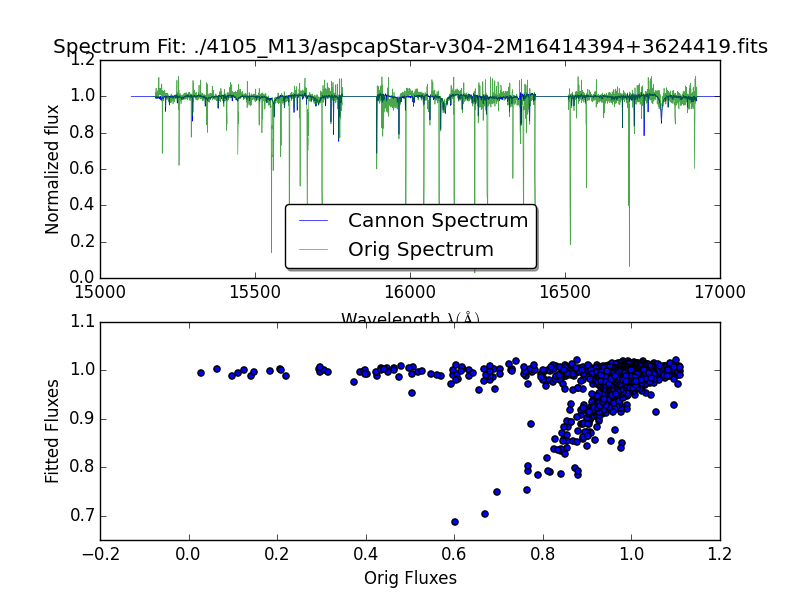 Spectrum Fit: ./4105_M13/aspcapStar-v304-2M16414394+3624419.fits
1.2
1.0
0.8
0.6
0.4
0.2
0.0
Normalized flux
Cannon Spectrum
Orig Spectrum
15000 15500 16000 16500 17000
Wavelength λ(Å)
1.1
1.0
0.9
0.8
0.7
Fitted Fluxes
−0.2 0.0 0.2 0.4 0.6 0.8 1.0 1.2
Orig Fluxes